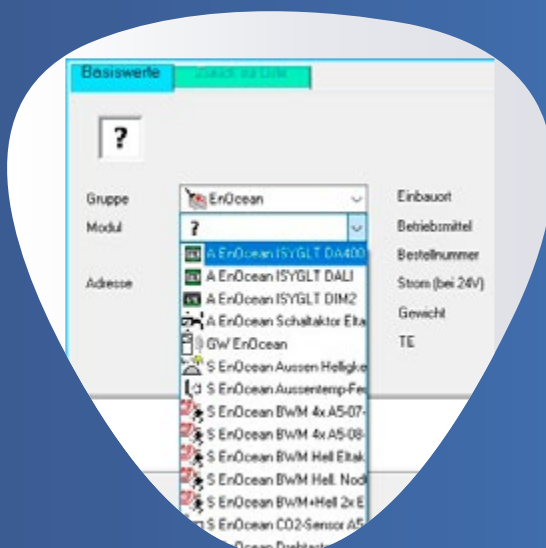 Basiswerte
?
Gruppe EnOcean Einbauort
Modul ? Betriebsmittel
A EnOcean ISYGLT DA400 Bestellnummer
Adresse A EnOcean ISYGLT DALI Strom (bei 24V)
A EnOcean ISYGLT DIM2
A EnOcean Schaltaktor Elta Gewicht
GW EnOcean TE
S EnOcean Aussen Helligke
S EnOcean Aussentemp-Feu
S EnOcean BWM 4x A5-07-
S EnOcean BWM 4x A5-08-
S EnOcean BWM Hell Eltak
S EnOcean BWM Hell. Nod
S EnOcean BWM+Hell 2x E
S EnOcean CO2-Sensor A5